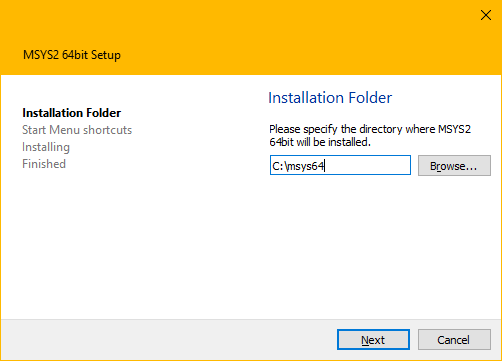 MSYS2 64bit Setup
Installation Folder
Start Menu shortcuts
Installing
Finished
Installation Folder
Please specify the directory where MSYS2
64bit will be installed.
C:\msys64
Browse...
Next
Cancel